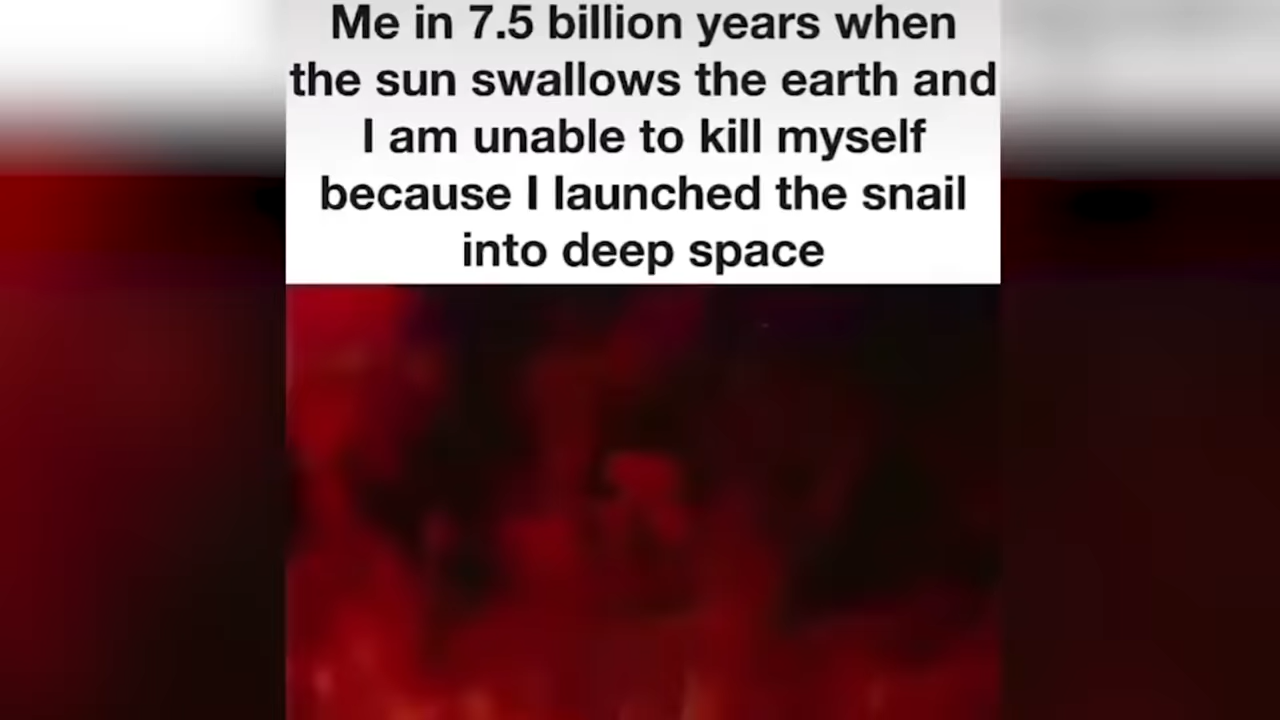 Me in 7.5 billion years when
the sun swallows the earth and
I am unable to kill myself
because I launched the snail
into deep space